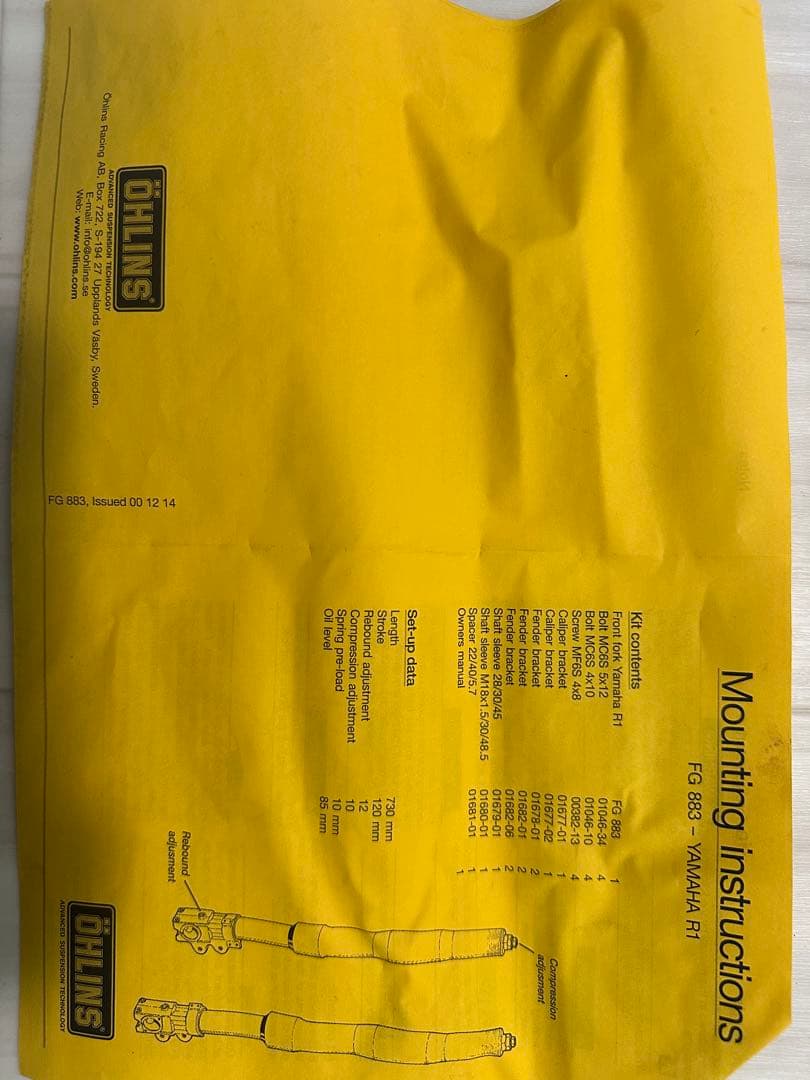 Mounting instructions
FG 883 – YAMAHA R1
Kit contents
Front fork Yamaha R1 FG 883 1
Bolt MC6S 5x12 01046-34 4
Bolt MC6S 4x10 01046-10 4
Screw MF6S 4x8 00382-13 4
Caliper bracket 01677-01 1
Caliper bracket 01677-02 1
Fender bracket 01678-01 2
Fender bracket 01682-01 2
Fender bracket 01682-06 2
Shaft sleeve 28/30/45 01679-01 1
Shaft sleeve M18x1.5/30/48.5 01680-01 1
Spacer 22/40/5.7 01681-01 1
Owners manual 1
Set-up data
Length 730 mm
Stroke 120 mm
Rebound adjustment 12
Compression adjustment 10
Spring pre-load 10 mm
Oil level 85 mm
Compression
adjusment
Rebound
adjusment
ÖHLINS®
ADVANCED SUSPENSION TECHNOLOGY
ÖHLINS®
ADVANCED SUSPENSION TECHNOLOGY
Öhlins Racing AB, Box 722, S-194 27 Upplands Väsby, Sweden.
E-mail: info@ohlins.se
Web: www.ohlins.com
FG 883, Issued 00 12 14